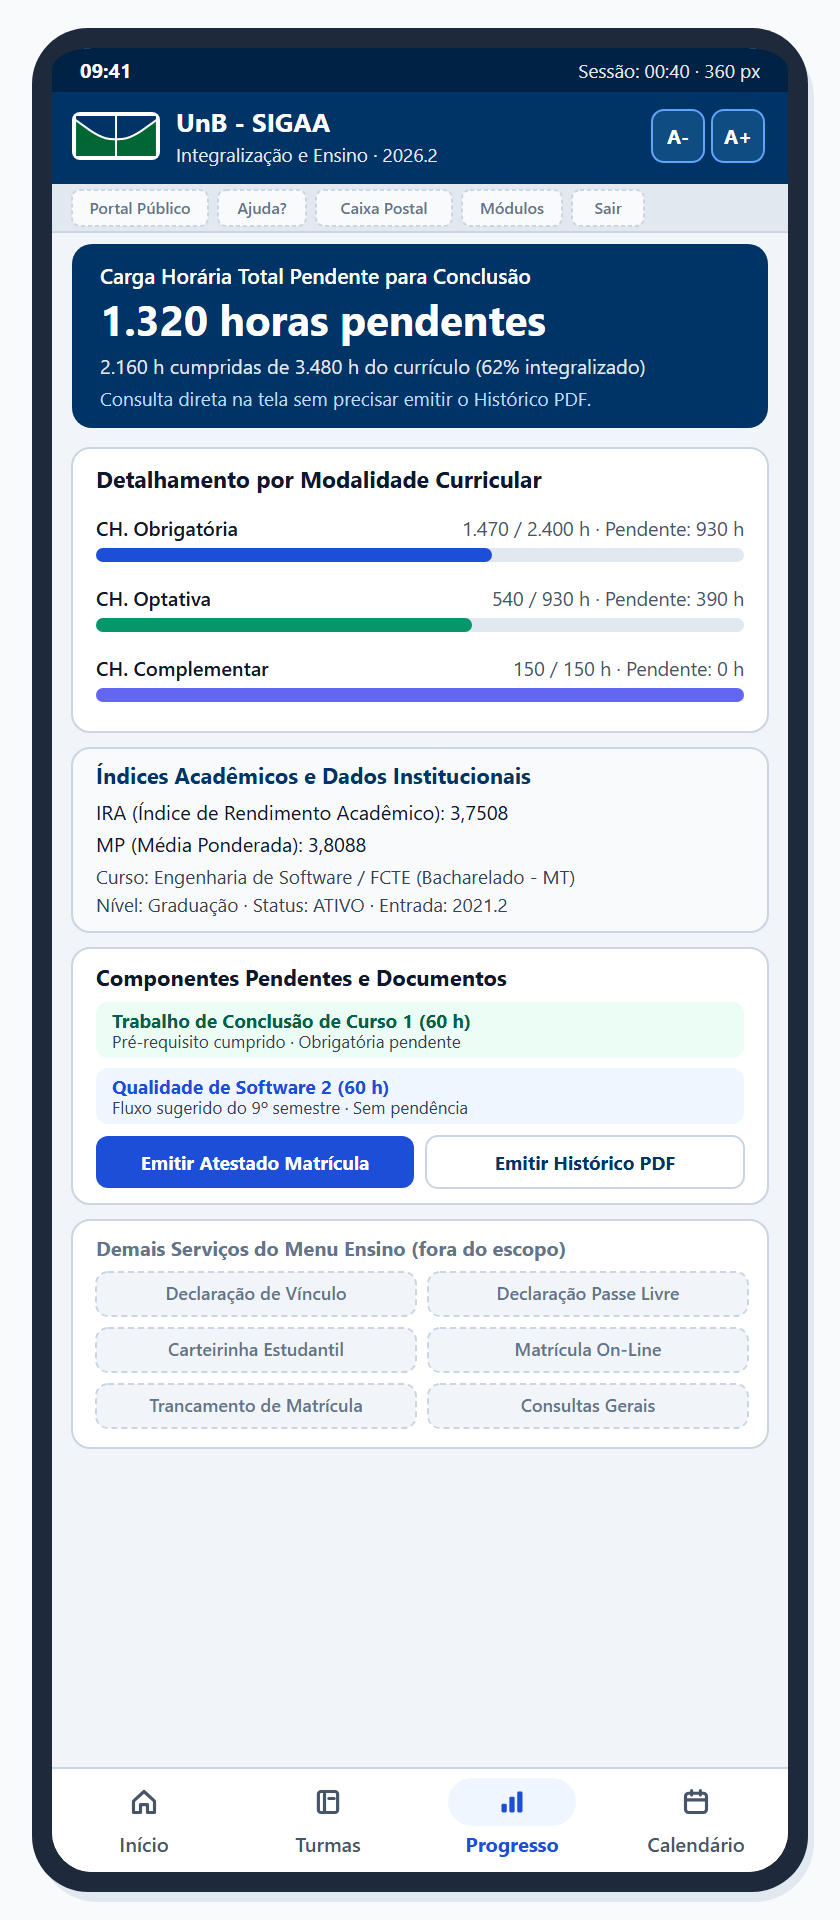 09:41
Sessão: 00:40 · 360 px
UnB - SIGAA
Integralização e Ensino · 2026.2
A-
A+
Portal Público
Ajuda?
Caixa Postal
Módulos
Sair
Carga Horária Total Pendente para Conclusão
1.320 horas pendentes
2.160 h cumpridas de 3.480 h do currículo (62% integralizado)
Consulta direta na tela sem precisar emitir o Histórico PDF.
Detalhamento por Modalidade Curricular
CH. Obrigatória
1.470 / 2.400 h · Pendente: 930 h
CH. Optativa
540 / 930 h · Pendente: 390 h
CH. Complementar
150 / 150 h · Pendente: 0 h
Índices Acadêmicos e Dados Institucionais
IRA (Índice de Rendimento Acadêmico): 3,7508
MP (Média Ponderada): 3,8088
Curso: Engenharia de Software / FCTE (Bacharelado - MT)
Nível: Graduação · Status: ATIVO · Entrada: 2021.2
Componentes Pendentes e Documentos
Trabalho de Conclusão de Curso 1 (60 h)
Pré-requisito cumprido · Obrigatória pendente
Qualidade de Software 2 (60 h)
Fluxo sugerido do 9º semestre · Sem pendência
Emitir Atestado Matrícula
Emitir Histórico PDF
Demais Serviços do Menu Ensino (fora do escopo)
Declaração de Vínculo
Declaração Passe Livre
Carteirinha Estudantil
Matrícula On-Line
Trancamento de Matrícula
Consultas Gerais
Início
Turmas
Progresso
Calendário